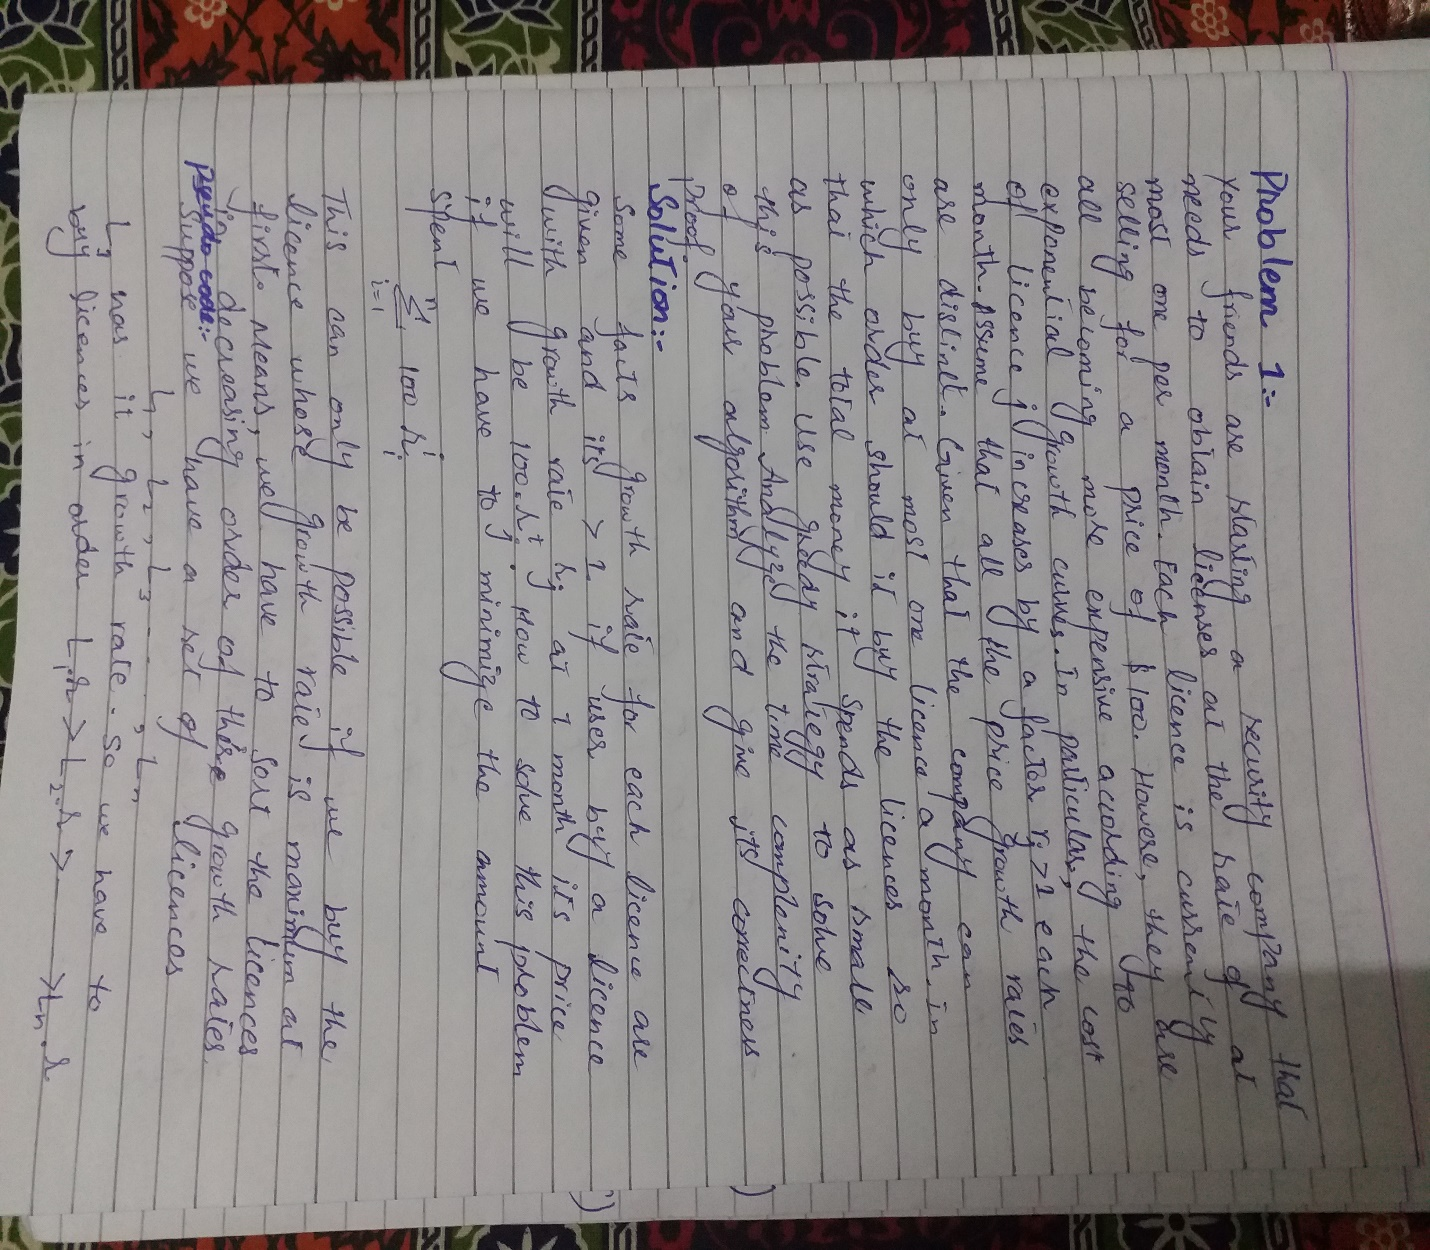 Problem 1:-
Your friends are starting a security company that
needs to obtain licenses at the rate of at
most one per month. Each licence is currently
selling for a price of $100. Howere, they are
all becoming more expensive according to
exponential growth curves. In particular, the cost
of licence j increases by a factor rj > 1 each
month. Assume that all the price growth rates
are distinct. Given that the company can
only buy at most one licence a month. in
which order should it buy the licences so
that the total money it spends as smale
as possible. Use greedy strategy to solve
this problem. Analyze the time complexity
of your algorithm and give its correctness
Proof.
Solution:-
Some facts growth rate for each licence are
given and its > 1. if user buy a licence
(with growth rate rj at t month its price
will be 100.rj^t. How to solve this problem
if we have to minimize the amount
spent.
n
Σ 100 ri^i
i=1
This can only be possible if we buy the
licence whose growth rate is maximum at
first. Means, we have to sort the licences
in decreasing order of there growth rates.
Pseudo code:-
Suppose we have a set of licences
L1, L2, L3 - - - - -, Ln
Lj has it growth rate. So we have to
buy licences in order L1.r > L2.r > ——— > Ln.r